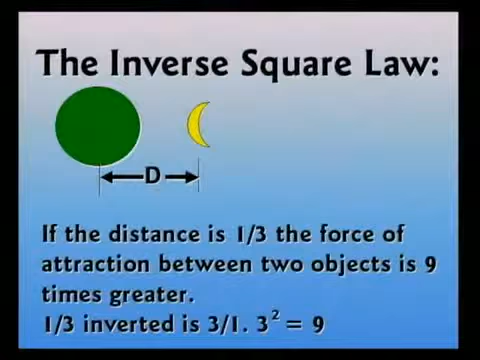 The Inverse Square Law:
D
If the distance is 1/3 the force of
attraction between two objects is 9
times greater.
1/3 inverted is 3/1. 3² = 9